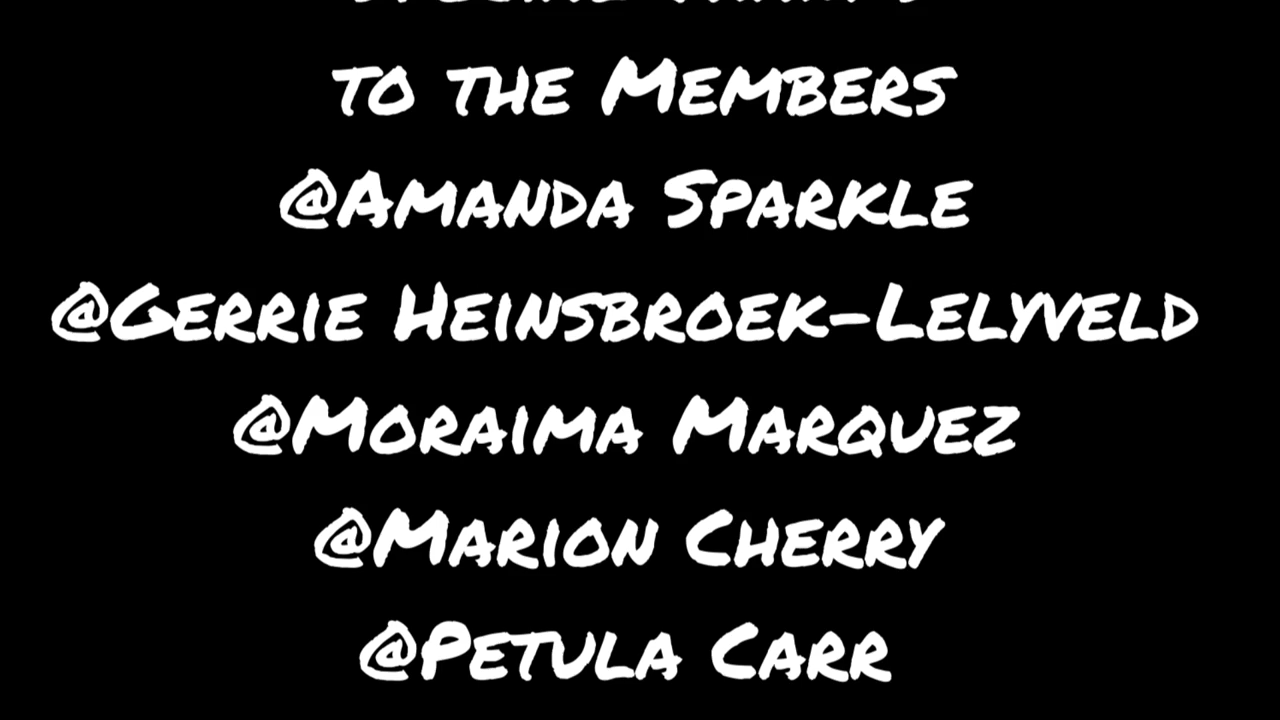 to the Members
@Amanda Sparkle
@Gerrie Heinsbroek-Lelyveld
@Moraima Marquez
@Marion Cherry
@Petula Carr